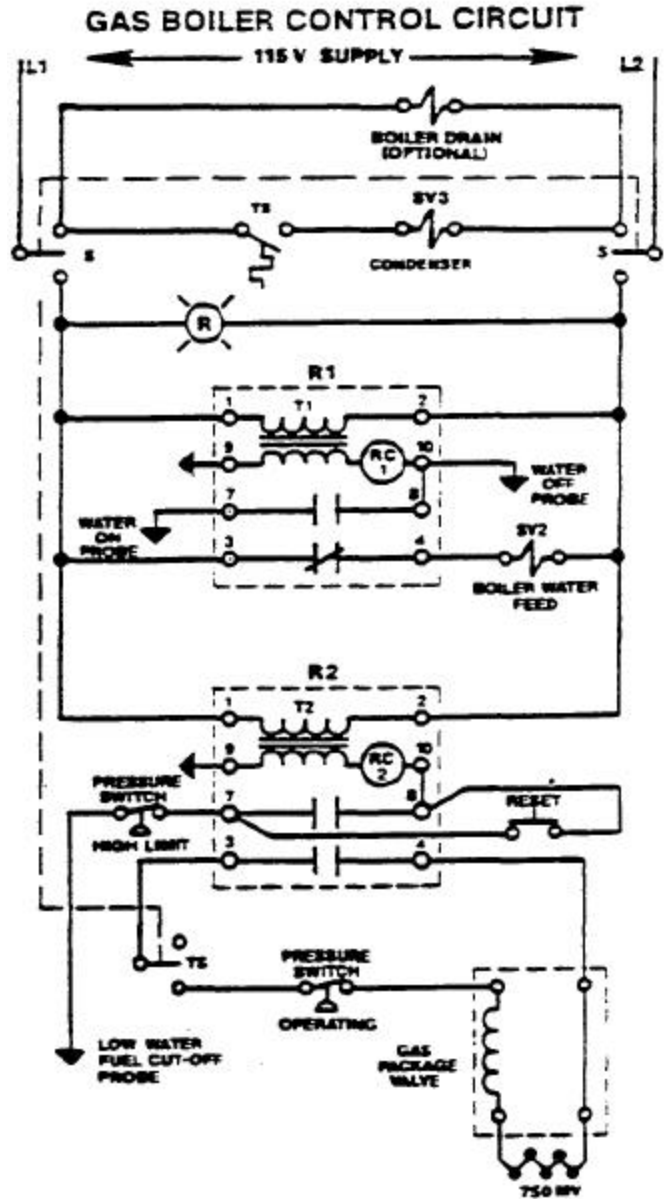 GAS BOILER CONTROL CIRCUIT
115 V SUPPLY
L1
L2
BOILER DRAIN
(OPTIONAL)
TS
SV3
S
S
CONDENSER
R
R1
1
T1
2
9
RC
1
10
WATER
OFF
PROBE
7
8
WATER
ON
PROBE
3
4
SV2
BOILER WATER
FEED
R2
1
T2
2
9
RC
2
10
PRESSURE
SWITCH
7
8
RESET
HIGH LIMIT
3
4
TS
PRESSURE
SWITCH
OPERATING
LOW WATER
FUEL CUT-OFF
PROBE
GAS
PACKAGE
VALVE
750 MV